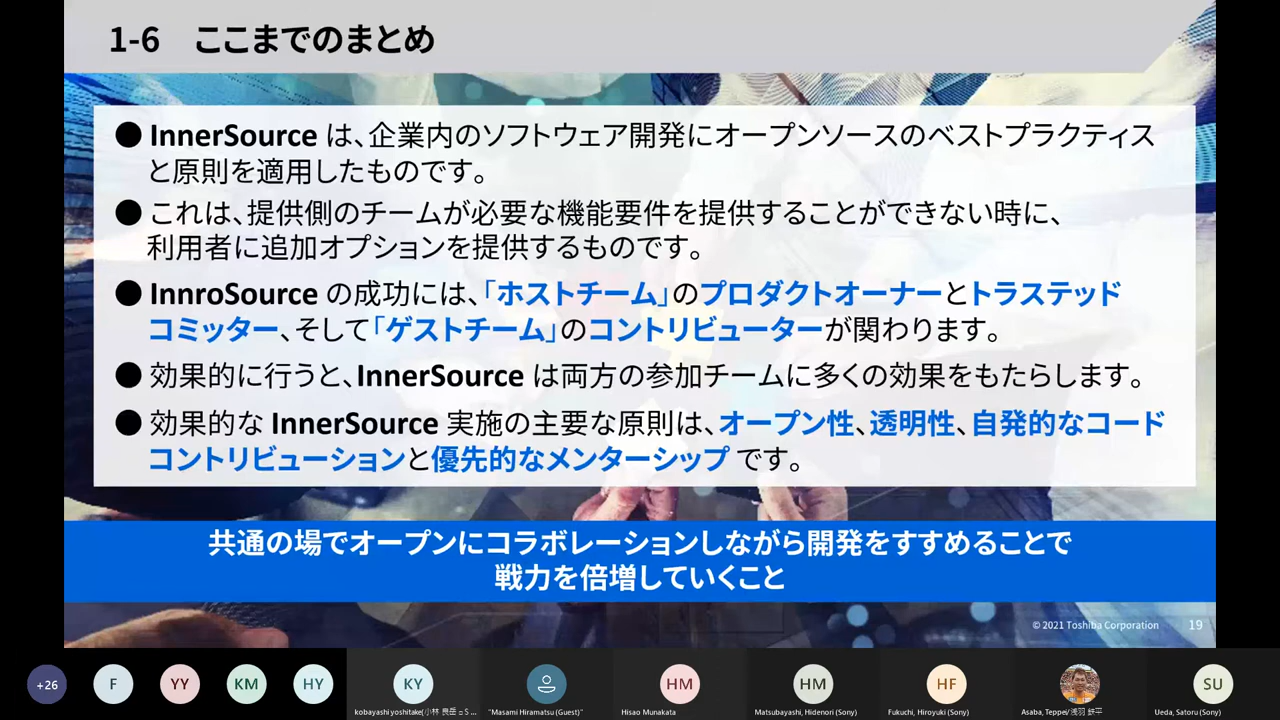 1-6 ここまでのまとめ
● InnerSource は、企業内のソフトウェア開発にオープンソースのベストプラクティス
と原則を適用したものです。
● これは、提供側のチームが必要な機能要件を提供することができない時に、
利用者に追加オプションを提供するものです。
● InnroSource の成功には、「ホストチーム」のプロダクトオーナーとトラステッド
コミッター、そして「ゲストチーム」のコントリビューターが関わります。
● 効果的に行うと、InnerSource は両方の参加チームに多くの効果をもたらします。
● 効果的な InnerSource 実施の主要な原則は、オープン性、透明性、自発的なコード
コントリビューションと優先的なメンターシップ です。
共通の場でオープンにコラボレーションしながら開発をすすめることで
戦力を倍増していくこと
© 2021 Toshiba Corporation 19
+26 F YY KM HY KY HM HM HF SU
kobayashi yoshitake(小林 良岳 ○S ... "Masami Hiramatsu (Guest)" Hisao Munakata Matsubayashi, Hidenori (Sony) Fukuchi, Hiroyuki (Sony) Asaba, Teppei/浅羽 鉄平 Ueda, Satoru (Sony)